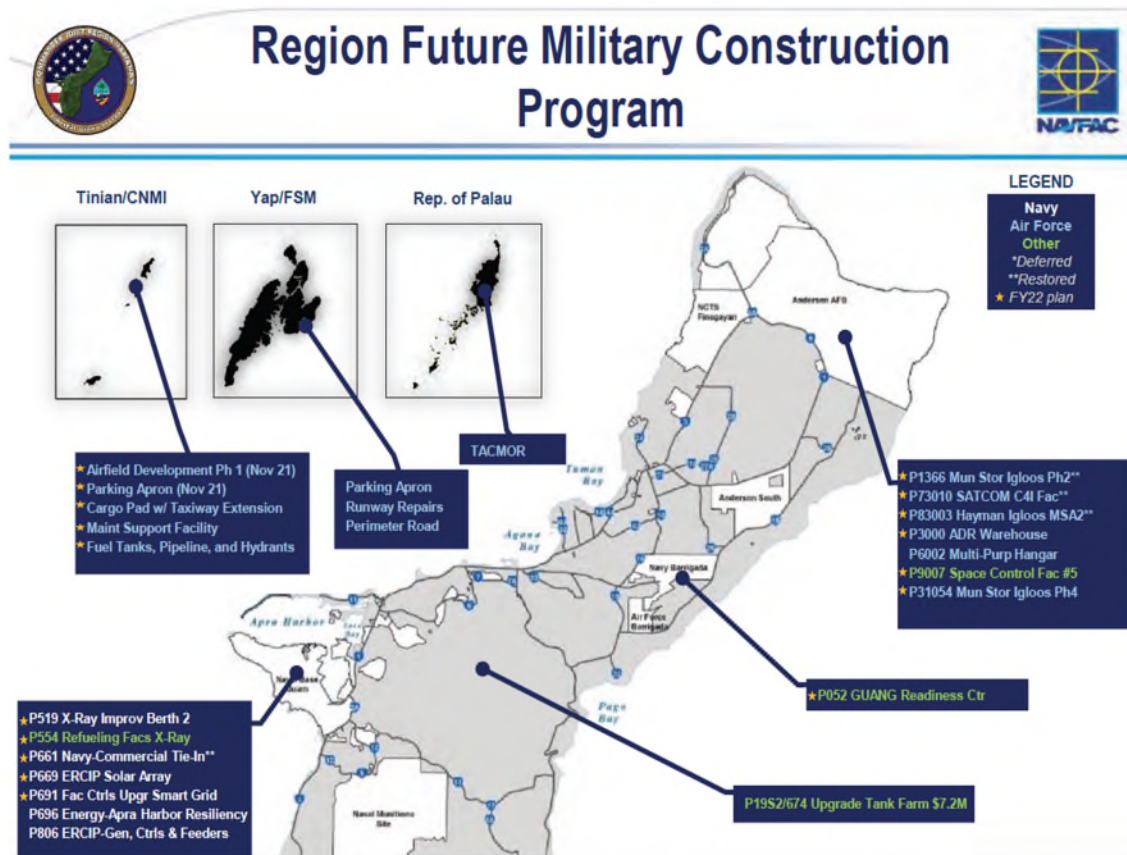 Region Future Military Construction
Program
NAVFAC
Tinian/CNMI
Yap/FSM
Rep. of Palau
LEGEND
Navy
Air Force
Other
*Deferred
**Restored
★ FY22 plan
NCTS
Finegayan
Andersen AFB
TACMOR
★Airfield Development Ph 1 (Nov 21)
★Parking Apron (Nov 21)
★Cargo Pad w/ Taxiway Extension
★Maint Support Facility
★Fuel Tanks, Pipeline, and Hydrants
Parking Apron
Runway Repairs
Perimeter Road
Tuman
Bay
Anderson South
★P1366 Mun Stor Igloos Ph2**
★P73010 SATCOM C4I Fac**
★P83003 Hayman Igloos MSA2**
★P3000 ADR Warehouse
P6002 Multi-Purp Hangar
★P9007 Space Control Fac #5
★P31054 Mun Stor Igloos Ph4
Agana
Bay
Navy Barrigada
Air Force
Barrigada
Apra Harbor
Pago
Bay
★P052 GUANG Readiness Ctr
★P519 X-Ray Improv Berth 2
★P554 Refueling Facs X-Ray
★P661 Navy-Commercial Tie-In**
★P669 ERCIP Solar Array
★P691 Fac Ctrls Upgr Smart Grid
P696 Energy-Apra Harbor Resiliency
P806 ERCIP-Gen, Ctrls & Feeders
Naval Munitions
Site
P19S2/674 Upgrade Tank Farm $7.2M